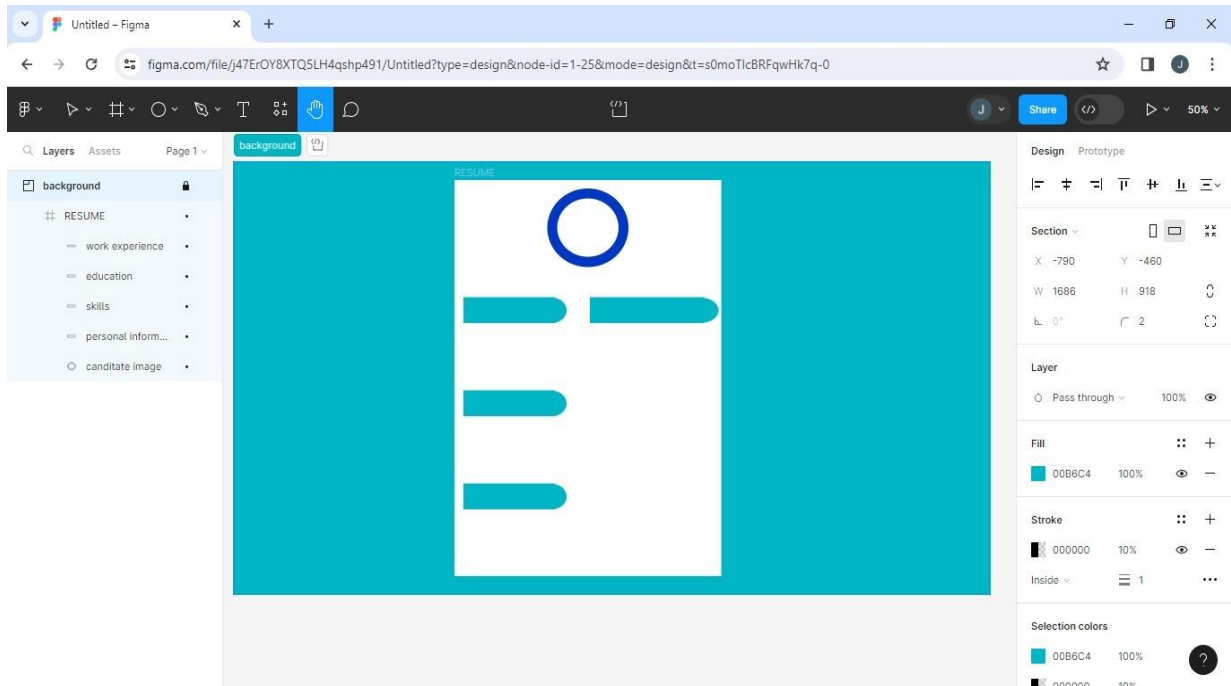 Untitled – Figma
figma.com/file/j47ErOY8XTQ5LH4qshp491/Untitled?type=design&node-id=1-25&mode=design&t=s0moTIcBRFqwHk7q-0
J
J Share 50%
Layers Assets Page 1
background
RESUME
work experience
education
skills
personal inform...
canditate image
background
RESUME
Design Prototype
Section
X -790 Y -460
W 1686 H 918
0° 2
Layer
Pass through 100%
Fill
00B6C4 100%
Stroke
000000 10%
Inside 1
Selection colors
00B6C4 100%
000000 10%
?